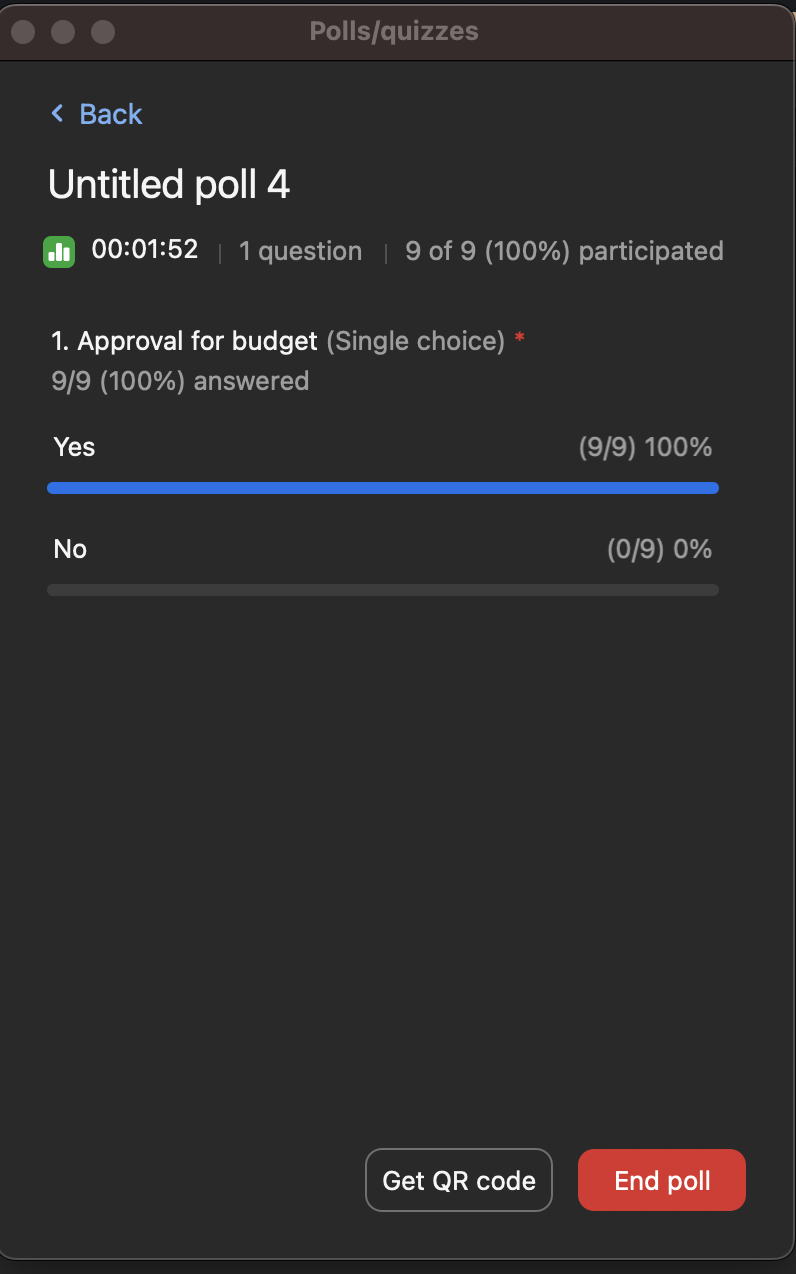 Polls/quizzes
Back
Untitled poll 4
00:01:52 | 1 question | 9 of 9 (100%) participated
1. Approval for budget (Single choice) *
9/9 (100%) answered
Yes (9/9) 100%
No (0/9) 0%
Get QR code End poll